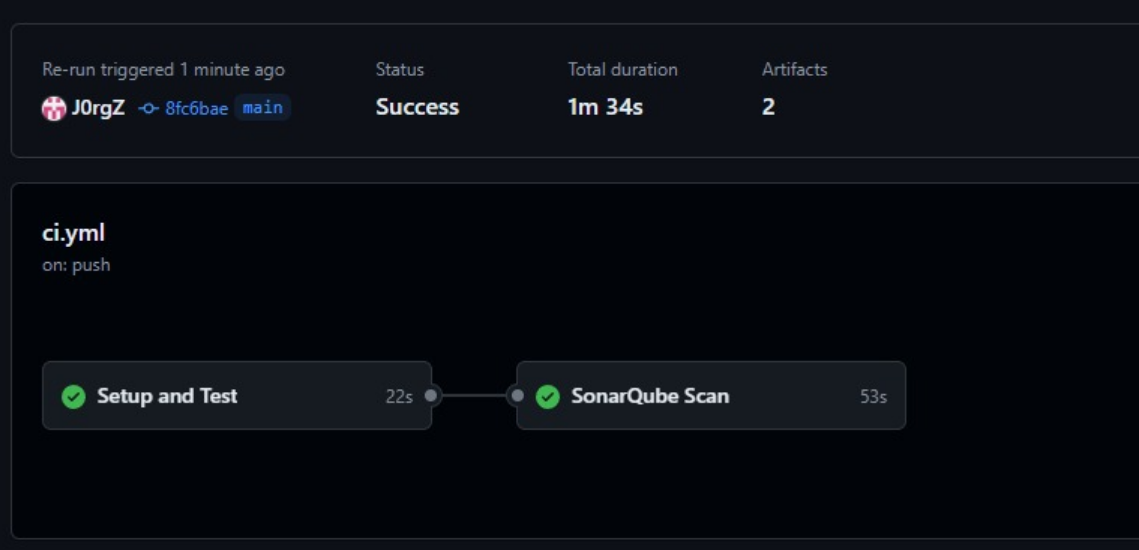 Re-run triggered 1 minute ago Status Total duration Artifacts
J0rgZ 8fc6bae main Success 1m 34s 2
ci.yml
on: push
Setup and Test 22s SonarQube Scan 53s